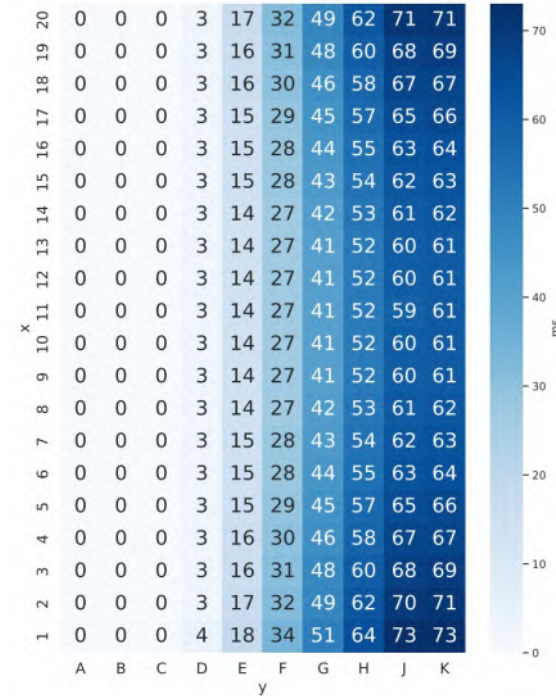 20 0 0 0 3 17 32 49 62 71 71
19 0 0 0 3 16 31 48 60 68 69
18 0 0 0 3 16 30 46 58 67 67
17 0 0 0 3 15 29 45 57 65 66
16 0 0 0 3 15 28 44 55 63 64
15 0 0 0 3 15 28 43 54 62 63
14 0 0 0 3 14 27 42 53 61 62
13 0 0 0 3 14 27 41 52 60 61
12 0 0 0 3 14 27 41 52 60 61
11 0 0 0 3 14 27 41 52 59 61
10 0 0 0 3 14 27 41 52 60 61
9 0 0 0 3 14 27 41 52 60 61
8 0 0 0 3 14 27 42 53 61 62
7 0 0 0 3 15 28 43 54 62 63
6 0 0 0 3 15 28 44 55 63 64
5 0 0 0 3 15 29 45 57 65 66
4 0 0 0 3 16 30 46 58 67 67
3 0 0 0 3 16 31 48 60 68 69
2 0 0 0 3 17 32 49 62 70 71
1 0 0 0 4 18 34 51 64 73 73
A B C D E F G H J K
x
y
70
60
50
40
30
20
10
0
ms